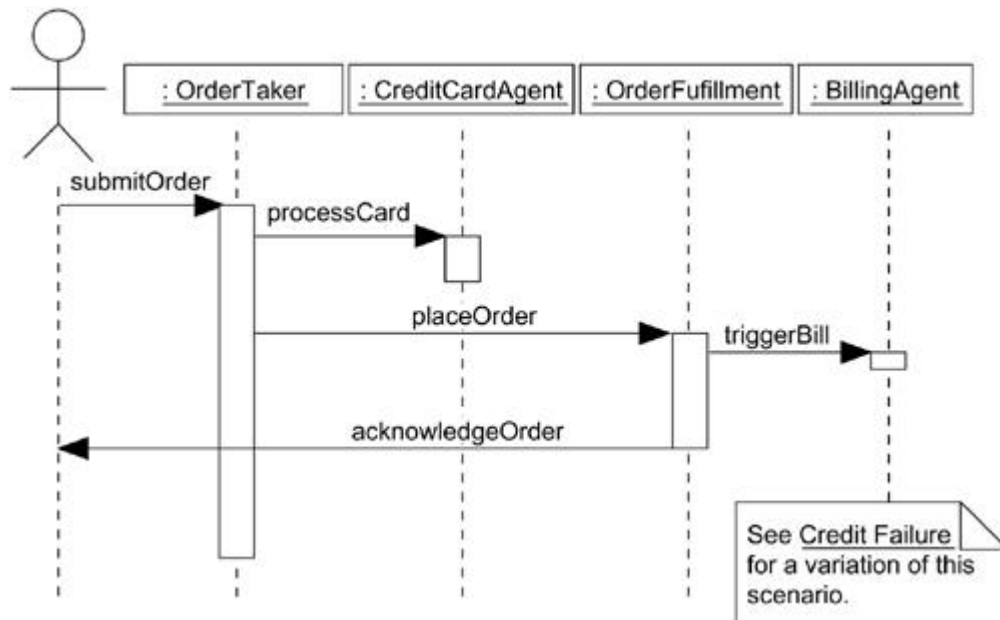 : OrderTaker
: CreditCardAgent
: OrderFufillment
: BillingAgent
submitOrder
processCard
placeOrder
triggerBill
acknowledgeOrder
See Credit Failure
for a variation of this
scenario.